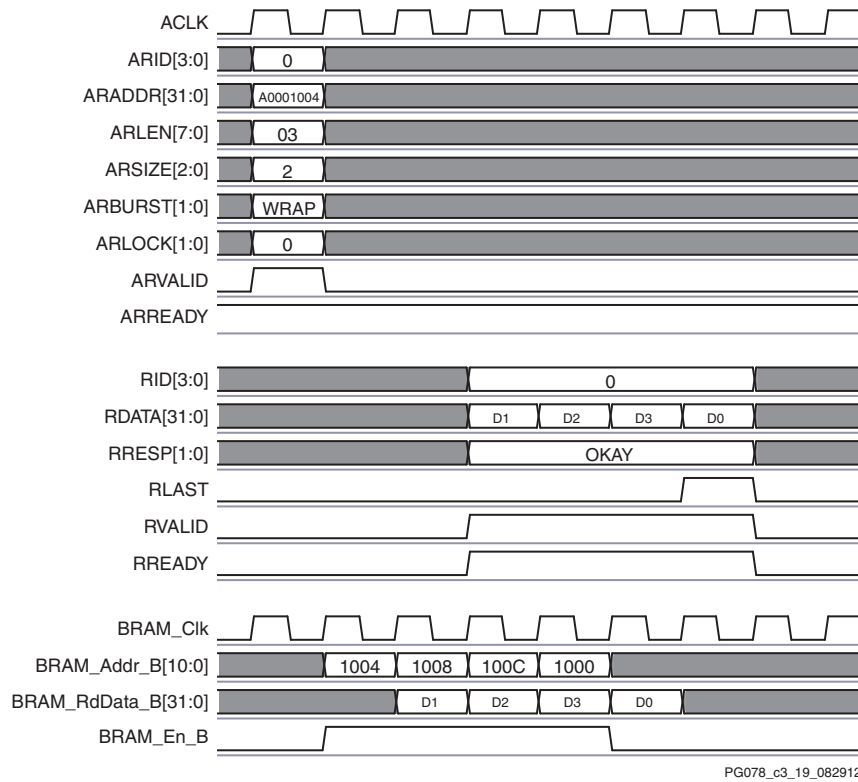 ACLK
ARID[3:0] 0
ARADDR[31:0] A0001004
ARLEN[7:0] 03
ARSIZE[2:0] 2
ARBURST[1:0] WRAP
ARLOCK[1:0] 0
ARVALID
ARREADY
RID[3:0] 0
RDATA[31:0] D1 D2 D3 D0
RRESP[1:0] OKAY
RLAST
RVALID
RREADY
BRAM_Clk
BRAM_Addr_B[10:0] 1004 1008 100C 1000
BRAM_RdData_B[31:0] D1 D2 D3 D0
BRAM_En_B
PG078_c3_19_082912